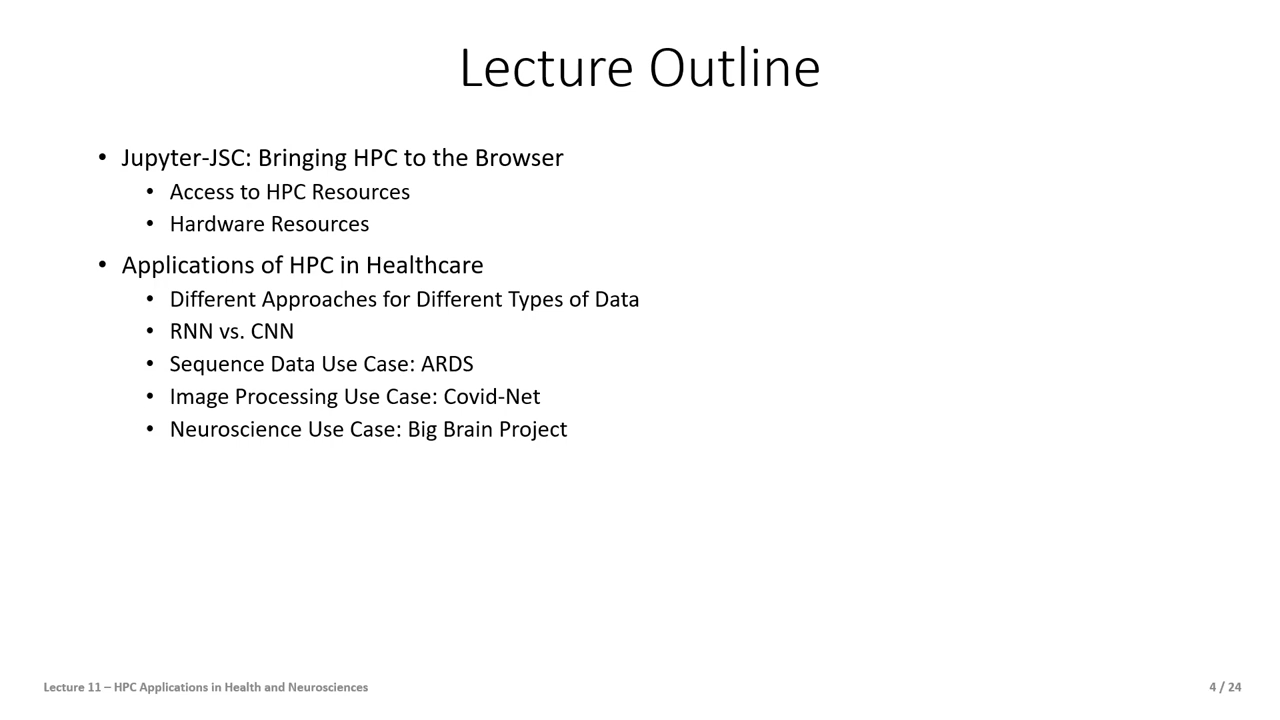 Lecture Outline
• Jupyter-JSC: Bringing HPC to the Browser
• Access to HPC Resources
• Hardware Resources
• Applications of HPC in Healthcare
• Different Approaches for Different Types of Data
• RNN vs. CNN
• Sequence Data Use Case: ARDS
• Image Processing Use Case: Covid-Net
• Neuroscience Use Case: Big Brain Project
Lecture 11 – HPC Applications in Health and Neurosciences
4 / 24